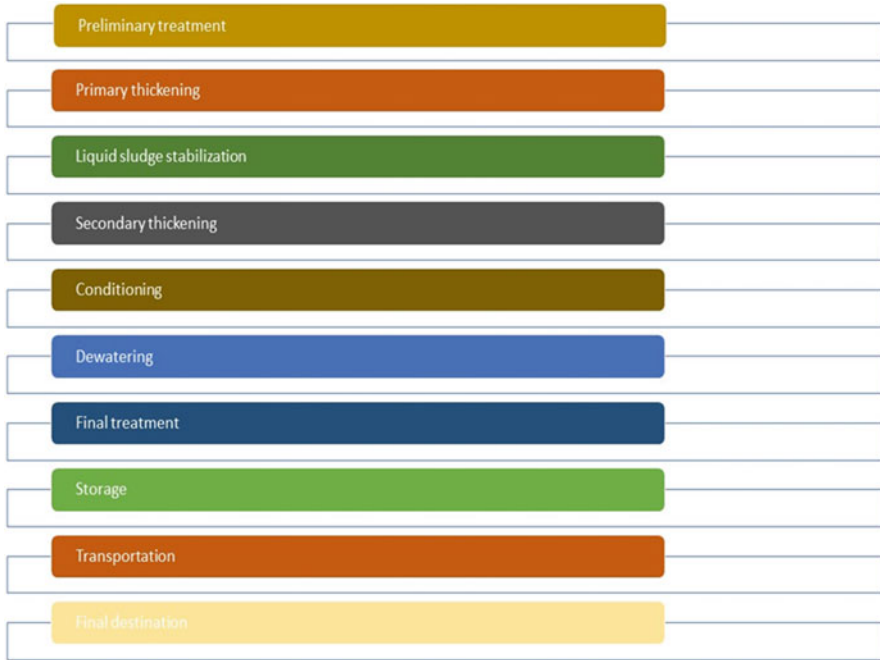 Preliminary treatment
Primary thickening
Liquid sludge stabilization
Secondary thickening
Conditioning
Dewatering
Final treatment
Storage
Transportation
Final destination